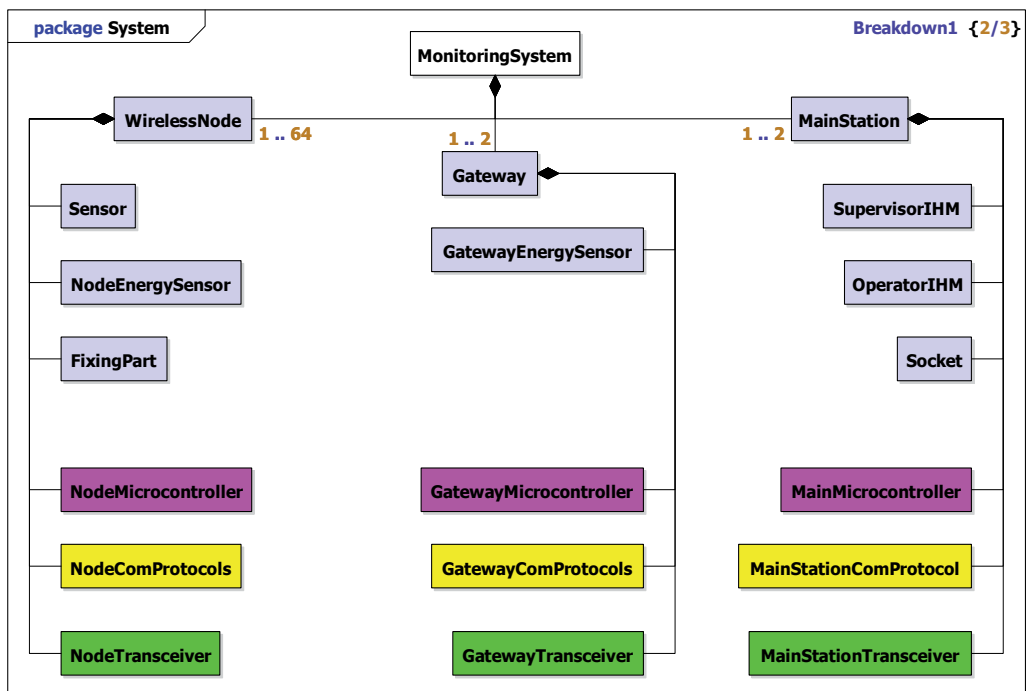 package System
Breakdown1 {2/3}
MonitoringSystem
WirelessNode
MainStation
1 .. 64
1 .. 2
1 .. 2
Gateway
Sensor
SupervisorIHM
GatewayEnergySensor
NodeEnergySensor
OperatorIHM
FixingPart
Socket
NodeMicrocontroller
GatewayMicrocontroller
MainMicrocontroller
NodeComProtocols
GatewayComProtocols
MainStationComProtocol
NodeTransceiver
GatewayTransceiver
MainStationTransceiver